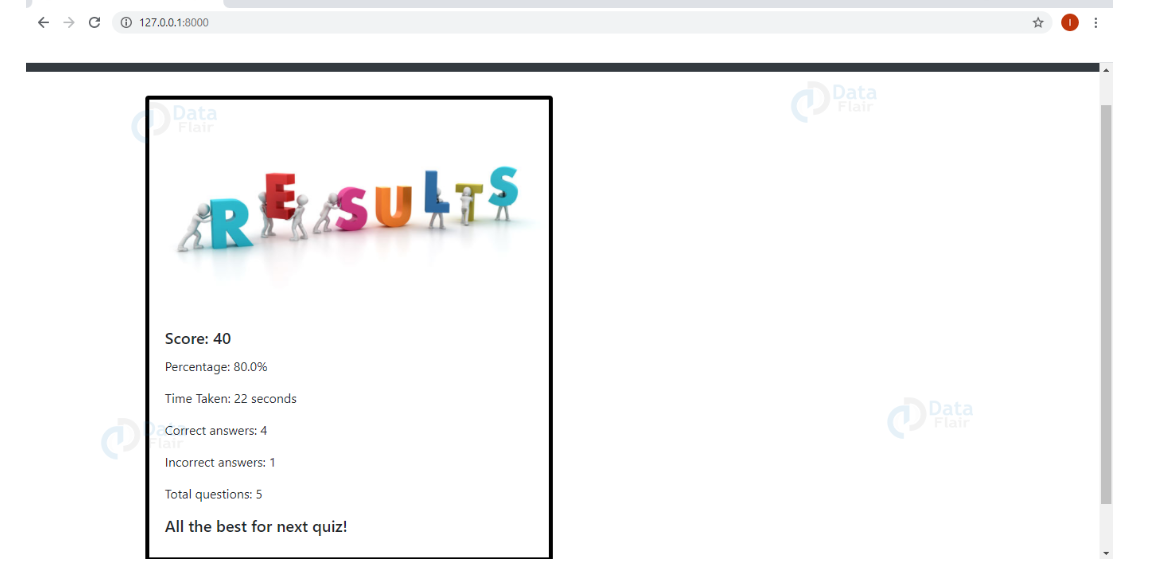 127.0.0.1:8000
I
Data
Flair
Data
Flair
RESULTS
Score: 40
Percentage: 80.0%
Time Taken: 22 seconds
Data
Flair
Correct answers: 4
Data
Flair
Incorrect answers: 1
Total questions: 5
All the best for next quiz!